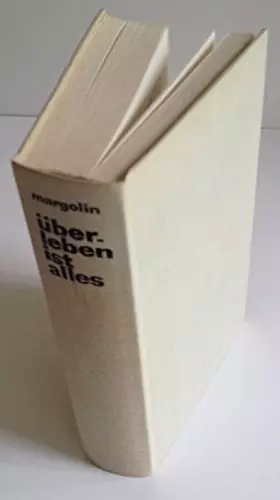 margolin
über-
leben
ist
alles